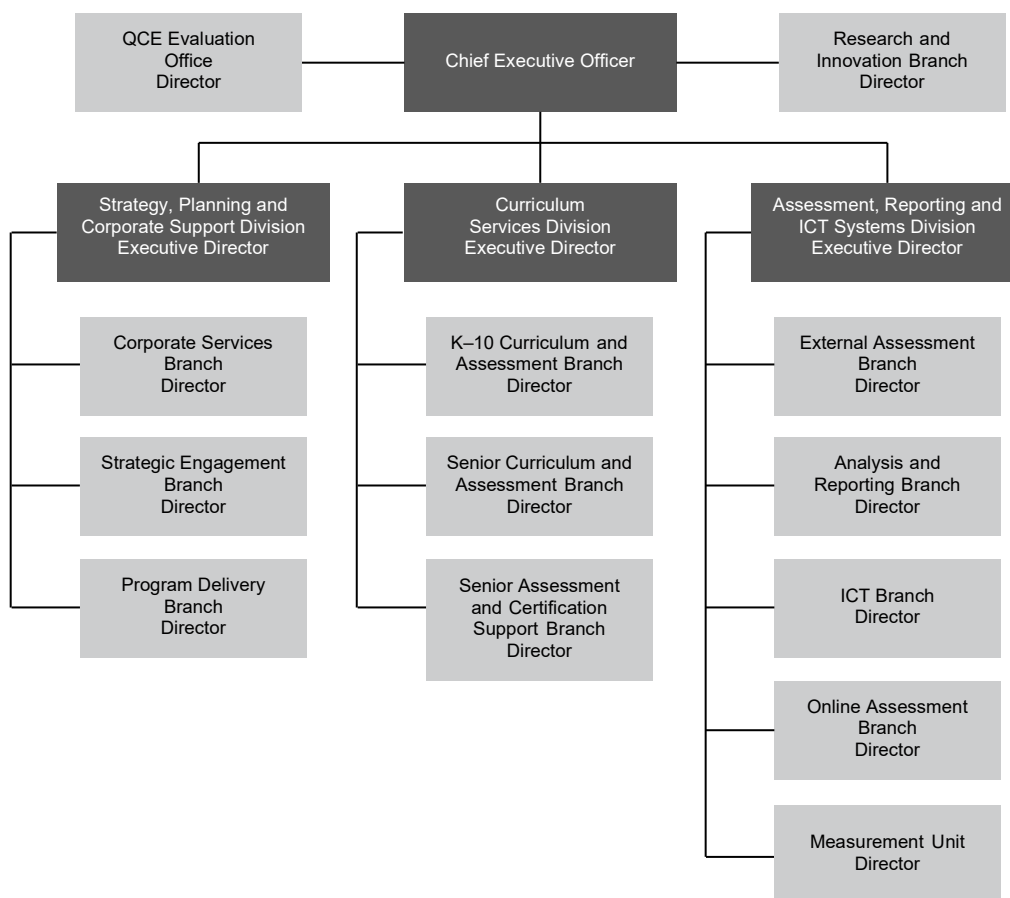 QCE Evaluation
Office
Director
Chief Executive Officer
Research and
Innovation Branch
Director
Strategy, Planning and
Corporate Support Division
Executive Director
Curriculum
Services Division
Executive Director
Assessment, Reporting and
ICT Systems Division
Executive Director
Corporate Services
Branch
Director
Strategic Engagement
Branch
Director
Program Delivery
Branch
Director
K–10 Curriculum and
Assessment Branch
Director
Senior Curriculum and
Assessment Branch
Director
Senior Assessment
and Certification
Support Branch
Director
External Assessment
Branch
Director
Analysis and
Reporting Branch
Director
ICT Branch
Director
Online Assessment
Branch
Director
Measurement Unit
Director